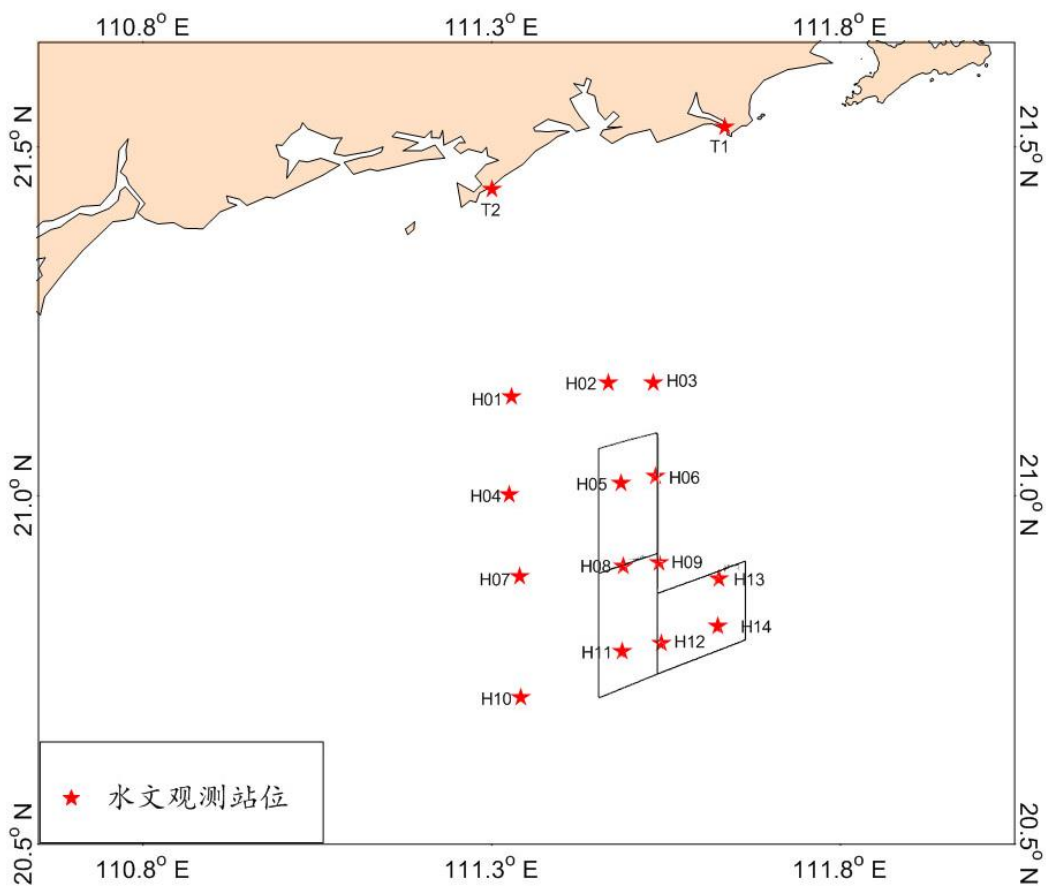 110.8° E 111.3° E 111.8° E
21.5° N 21.5° N
T1
T2
H02 H03
H01
H06
H05
21.0° N H04 21.0° N
H08 H09
H07 H13
H14
H12
H11
H10
水文观测站位
20.5° N 20.5° N
110.8° E 111.3° E 111.8° E